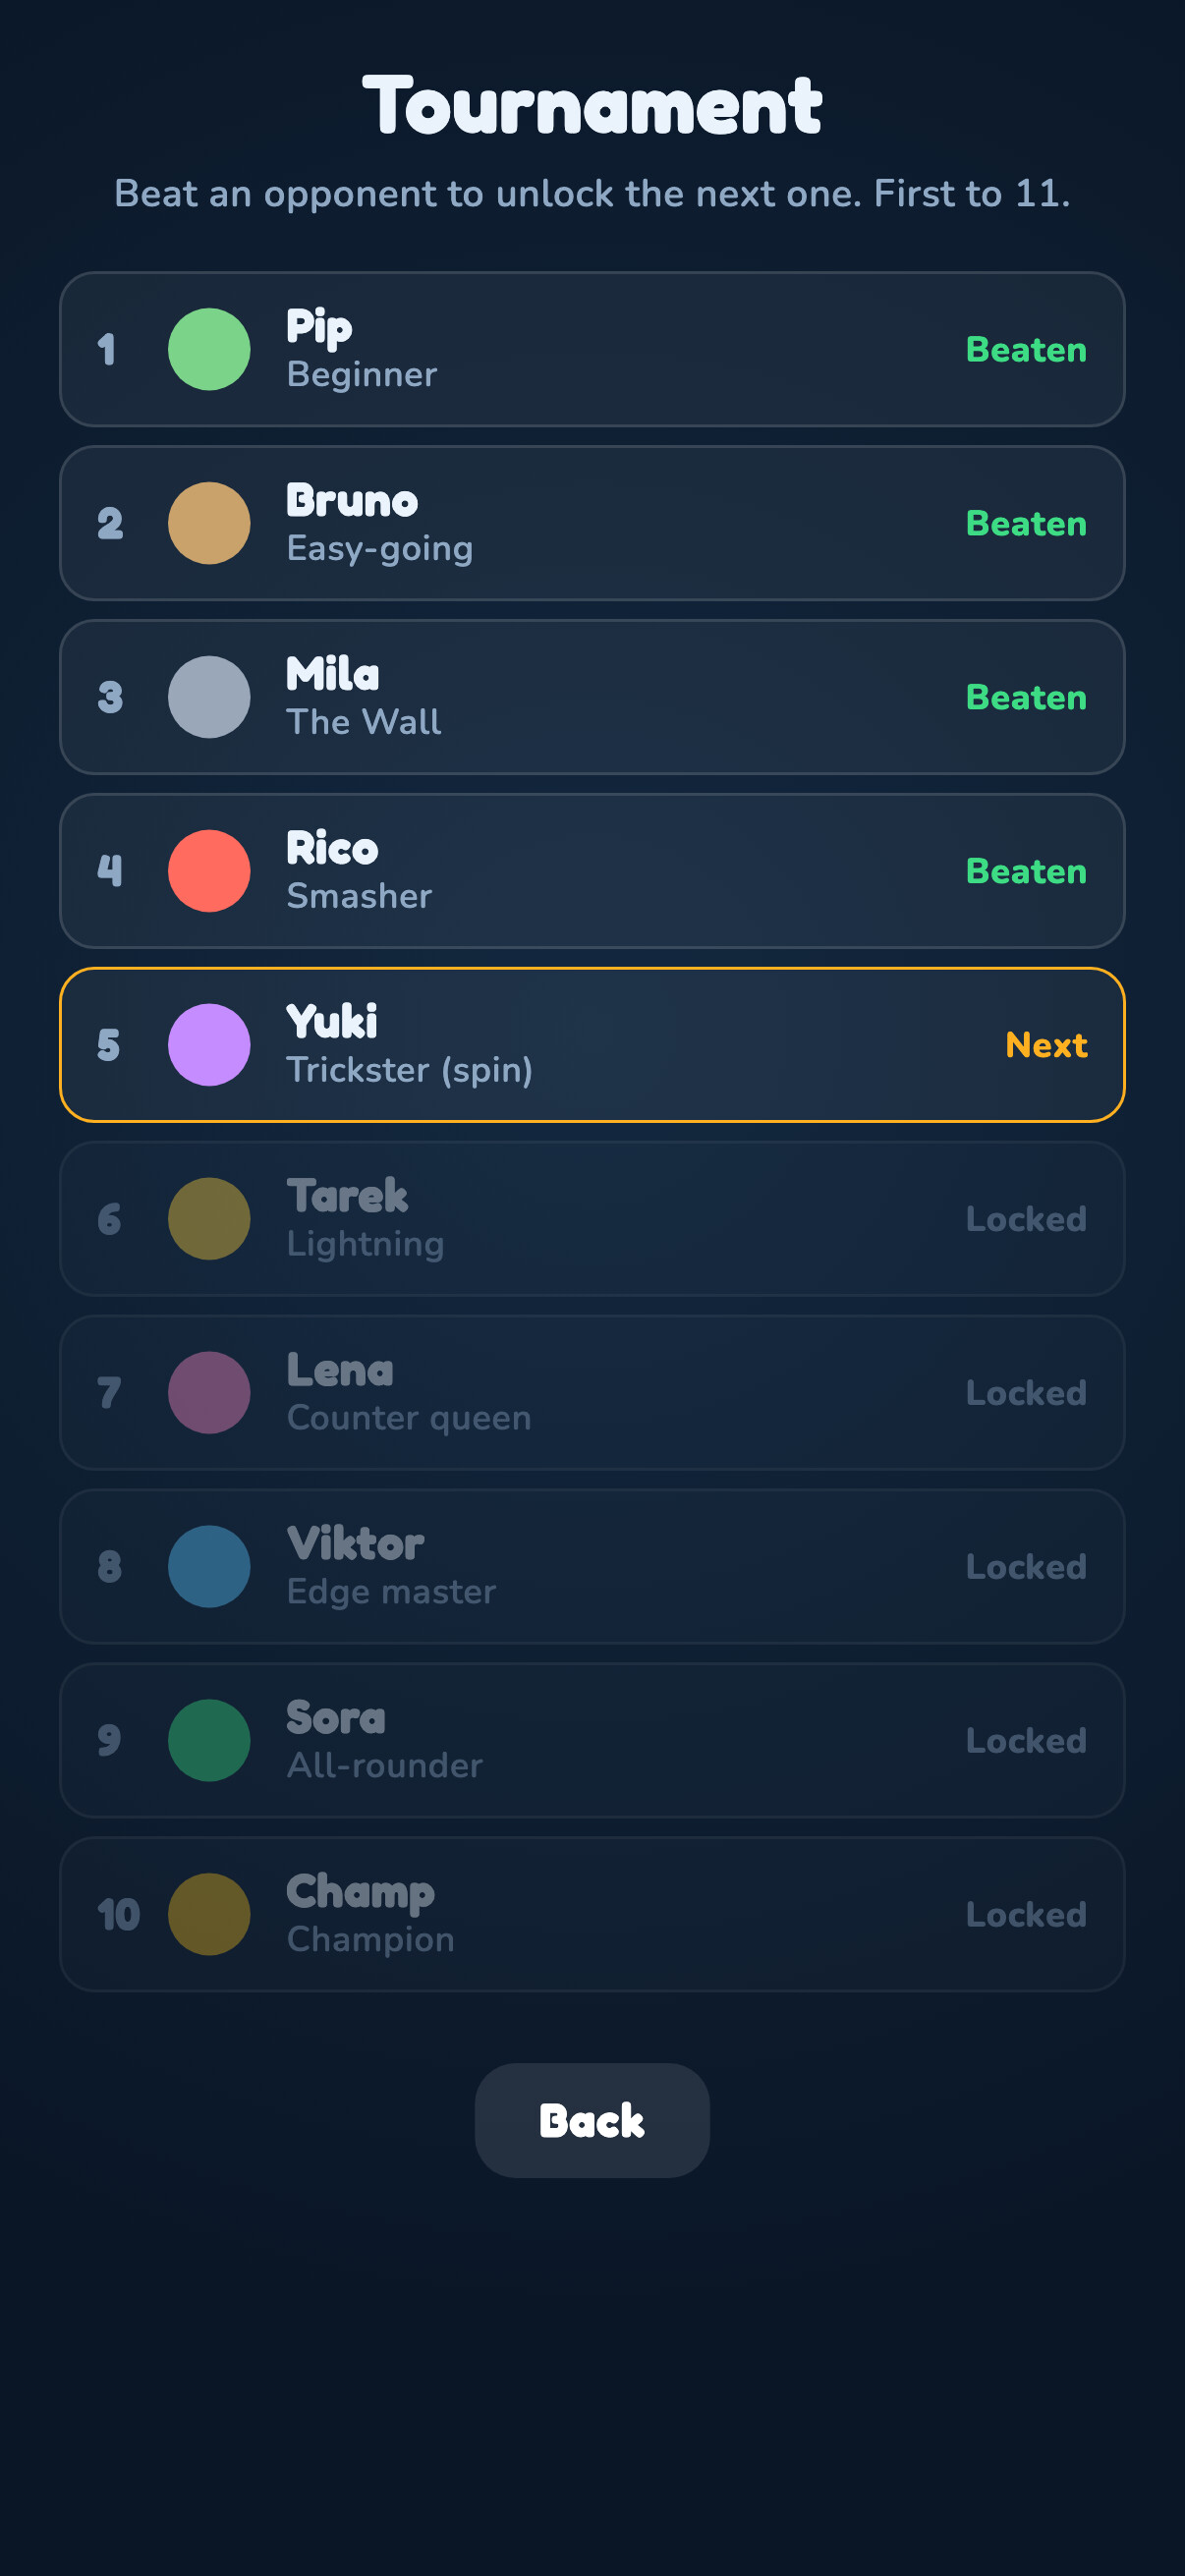 Tournament
Beat an opponent to unlock the next one. First to 11.
1
Pip
Beginner
Beaten
2
Bruno
Easy-going
Beaten
3
Mila
The Wall
Beaten
4
Rico
Smasher
Beaten
5
Yuki
Trickster (spin)
Next
6
Tarek
Lightning
Locked
7
Lena
Counter queen
Locked
8
Viktor
Edge master
Locked
9
Sora
All-rounder
Locked
10
Champ
Champion
Locked
Back